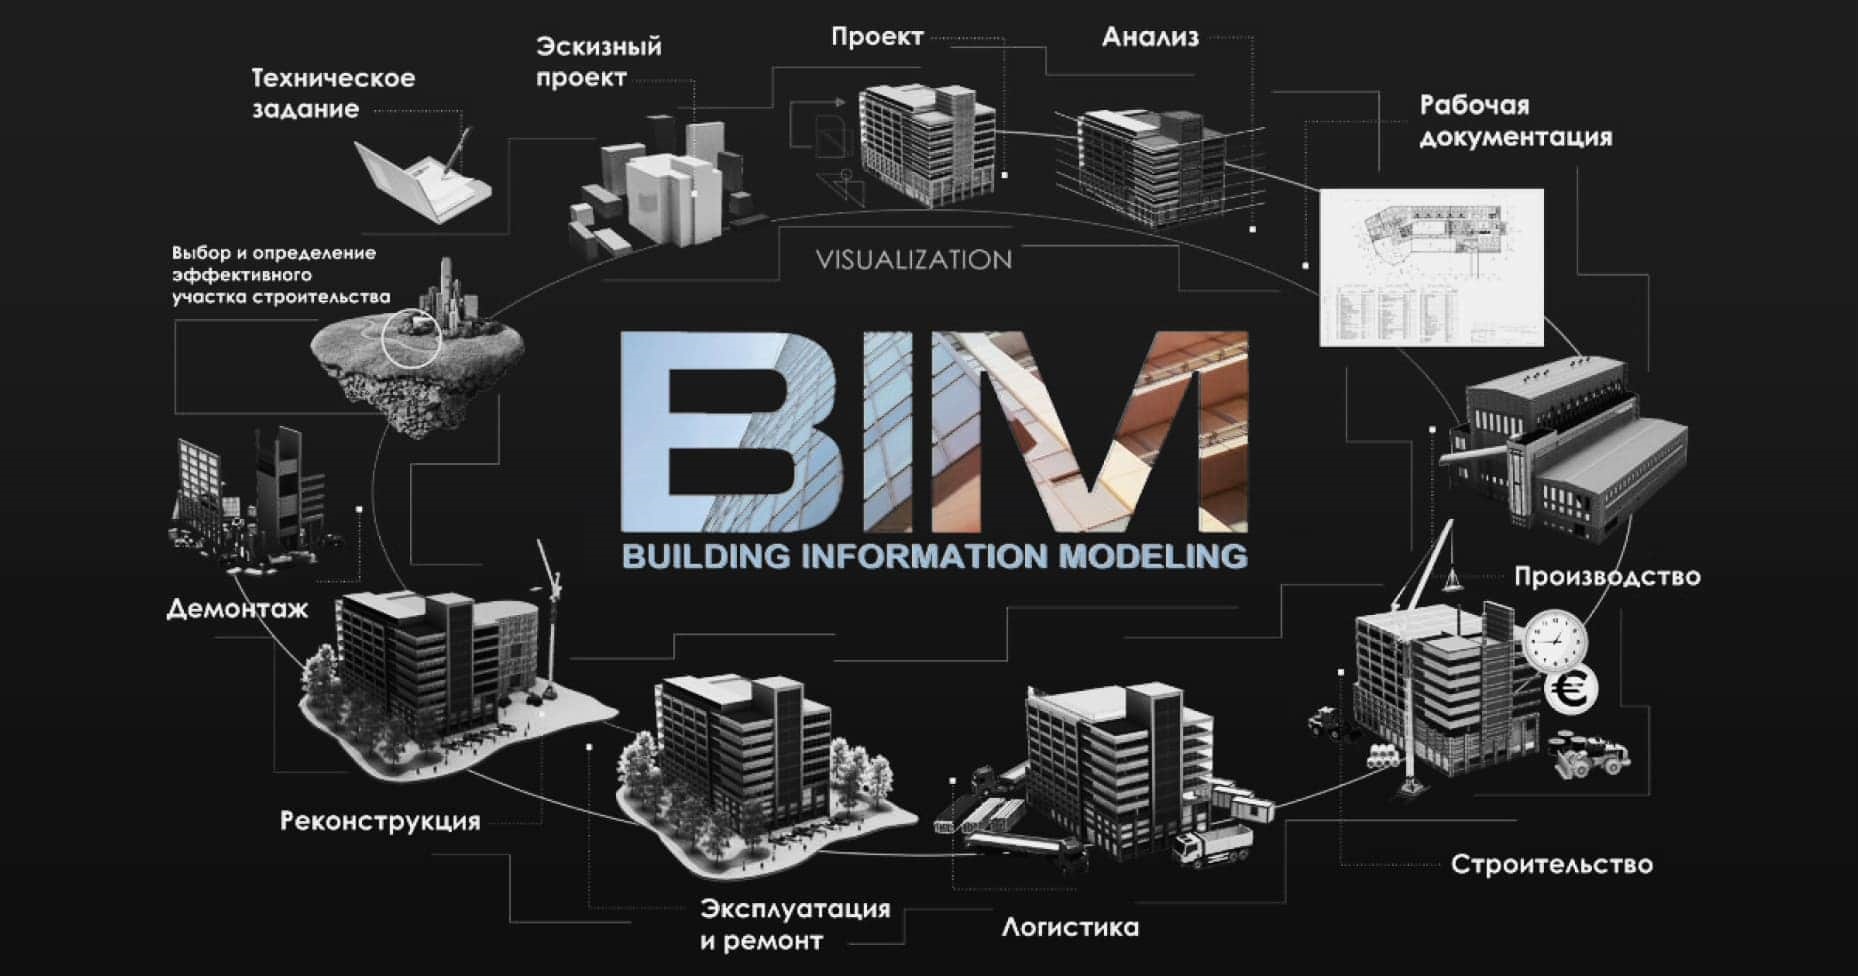 Техническое
задание
Эскизный
проект
Проект
Анализ
Рабочая
документация
Выбор и определение
эффективного
участка строительства
VISUALIZATION
BIM
BUILDING INFORMATION MODELING
Производство
Демонтаж
Реконструкция
Эксплуатация
и ремонт
Логистика
Строительство
€